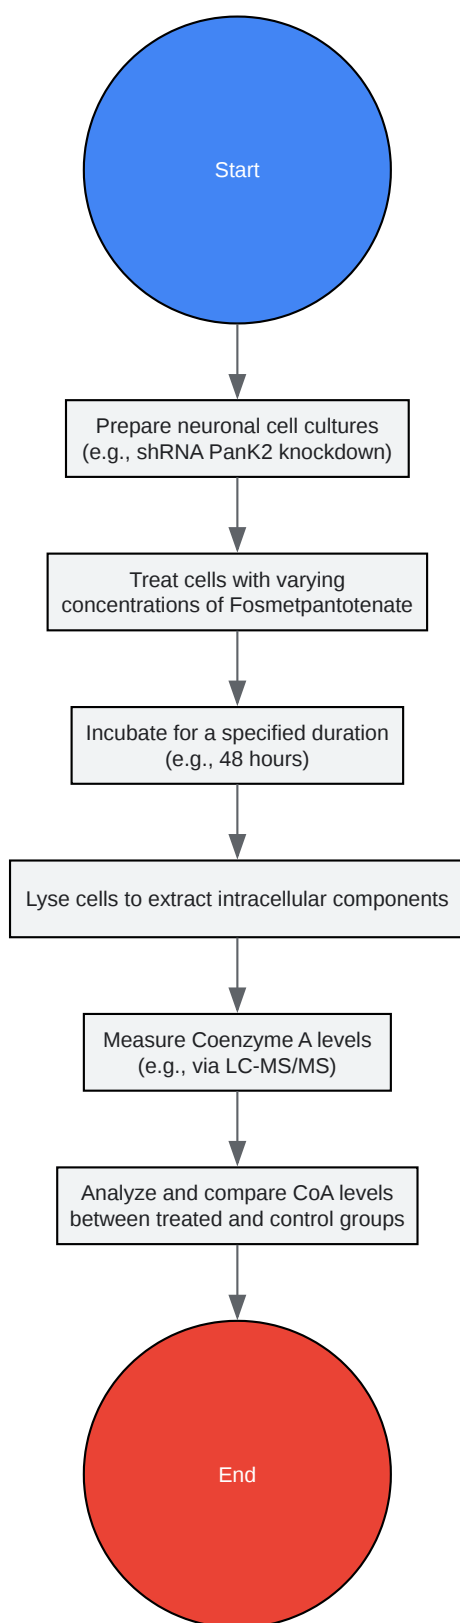 Start
Prepare neuronal cell cultures
(e.g., shRNA PanK2 knockdown)
Treat cells with varying
concentrations of Fosmetpantotenate
Incubate for a specified duration
(e.g., 48 hours)
Lyse cells to extract intracellular components
Measure Coenzyme A levels
(e.g., via LC-MS/MS)
Analyze and compare CoA levels
between treated and control groups
End